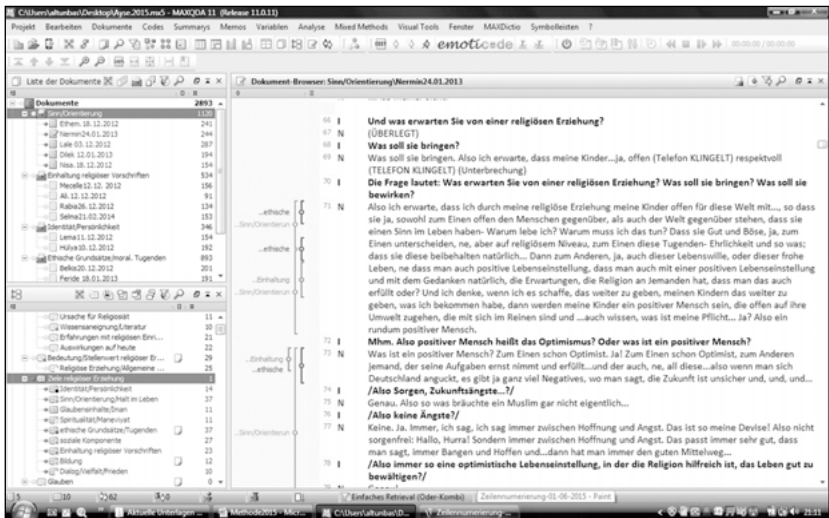 C:\Users\altunbas\Desktop\Ayse.2015.mx5 - MAXQDA 11 (Release 11.0.11)
Projekt Bearbeiten Dokumente Codes Summarys Memos Variablen Analyse Mixed Methods Visual Tools Fenster MAXDictio Symbolleisten ?
emoticode
00:00:00 / 00:00:00
Liste der Dokumente
Dokumente 2893
Sinn/Orientierung 1120
Ethem. 18.12.2012 241
Nermin24.01.2013 244
Lale 03.12.2012 287
Dilek 12.01.2013 194
Nisa. 18.12.2012 154
Einhaltung religiöser Vorschriften 534
Mecelle12.12. 2012 156
Ali. 12.12.2012 91
Rabia26. 12.2012 134
Selma21.02.2014 153
Identität/Persönlichkeit 346
Lema11.12.2012 154
Hülya10. 12.2012 192
Ethische Grundsätze/moral. Tugenden 893
Belkis20.12.2012 201
Peride 18.01.2013 191
Ursache für Religiosität 11
Wissensaneignung/Literatur 10
Erfahrungen mit religiösen Einn... 21
Auswirkungen auf heute 22
Bedeutung/Stellenwert religiöser Er... 29
Religiöse Erziehung/Allgemeine ... 25
Ziele religiöser Erziehung 1
Identität/Persönlichkeit 14
Sinn/Orientierung/Halt im Leben 37
Glaubensinhalte/Iman 11
Spiritualität/Maneviyat 11
ethische Grundsätze/Tugenden 37
soziale Komponente 27
Einhaltung religiöser Vorschriften 23
Bildung 12
Dialog/Vielfalt/Frieden 10
Glauben 0
Dokument-Browser: Sinn/Orientierung\Nermin24.01.2013
66 I Und was erwarten Sie von einer religiösen Erziehung?
67 N (ÜBERLEGT)
68 I Was soll sie bringen?
69 N Was soll sie bringen. Also ich erwarte, dass meine Kinder...ja, offen (Telefon KLINGELT) respektvoll
(TELEFON KLINGELT) (Unterbrechung)
70 I Die Frage lautet: Was erwarten Sie von einer religiösen Erziehung? Was soll sie bringen? Was soll sie
bewirken?
71 N Also ich erwarte, dass ich durch meine religiöse Erziehung meine Kinder offen für diese Welt mit..., so dass
sie ja, sowohl zum Einen offen den Menschen gegenüber, als auch der Welt gegenüber stehen, dass sie
einen Sinn im Leben haben- Warum lebe ich? Warum muss ich das tun? Dass sie Gut und Böse, ja, zum
Einen unterscheiden, ne, aber auf religiösem Niveau, zum Einen diese Tugenden- Ehrlichkeit und so was;
dass sie diese beibehalten natürlich... Dann zum Anderen, ja, auch dieser Lebenswille, oder dieser frohe
Leben, ne dass man auch positive Lebenseinstellung, dass man auch mit einer positiven Lebenseinstellung
und mit dem Gedanken natürlich, die Erwartungen, die Religion an Jemanden hat, dass man das auch
erfüllt oder? Und ich denke, wenn ich es schaffe, das weiter zu geben, meinen Kindern das weiter zu
geben, was ich bekommen habe, dann werden meine Kinder ein positiver Mensch sein, die offen auf ihre
Umwelt zugehen, die mit sich im Reinen sind und ...auch wissen, was ist meine Pflicht... Ja? Also ein
rundum positiver Mensch.
72 I Mhm. Also positiver Mensch heißt das Optimismus? Oder was ist ein positiver Mensch?
73 N Was ist ein positiver Mensch? Zum Einen schon Optimist. Ja! Zum Einen schon optimist, zum Anderen
jemand, der seine Aufgaben ernst nimmt und erfüllt...und der auch, ne, all diese...also wenn man sich
Deutschland anguckt, es gibt ja ganz viel Negatives, wo man sagt, die Zukunft ist unsicher und, und, und...
74 I /Also Sorgen, Zukunftsängste...?/
75 N Genau. Also so was bräuchte ein Muslim gar nicht eigentlich...
76 I /Also keine Ängste?/
77 N Keine. Ja. Immer, ich sag, ich sag immer zwischen Hoffnung und Angst. Das ist so meine Devise! Also nicht
sorgenfrei: Hallo, Hurra! Sondern immer zwischen Hoffnung und Angst. Das passt immer sehr gut, dass
man sagt, immer Bangen und Hoffen und...dann hat man immer den guten Mittelweg...
78 I /Also immer so eine optimistische Lebenseinstellung, in der die Religion hilfreich ist, das Leben gut zu
bewältigen?/
...ethische
...Sinn/Orientierun
...ethische
...Einhaltung
...Sinn/Orientierun
...Einhaltung
...ethische
...Sinn/Orientierun
Einfaches Retrieval (Oder-Kombi)
Zeilennumerierung-01-06-2015 - Paint
Aktuelle Unterlagen ...
Methode2015 - Micr...
C:\Users\altunbas\D...
Zeilennumerierung-...
21:11